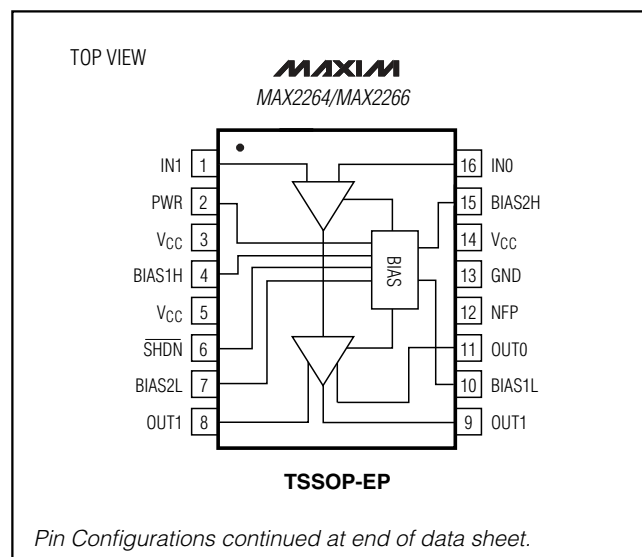 TOP VIEW
MAXIM
MAX2264/MAX2266
IN1 1
PWR 2
VCC 3
BIAS1H 4
VCC 5
SHDN 6
BIAS2L 7
OUT1 8
16 IN0
15 BIAS2H
14 VCC
13 GND
12 NFP
11 OUT0
10 BIAS1L
9 OUT1
BIAS
TSSOP-EP
Pin Configurations continued at end of data sheet.